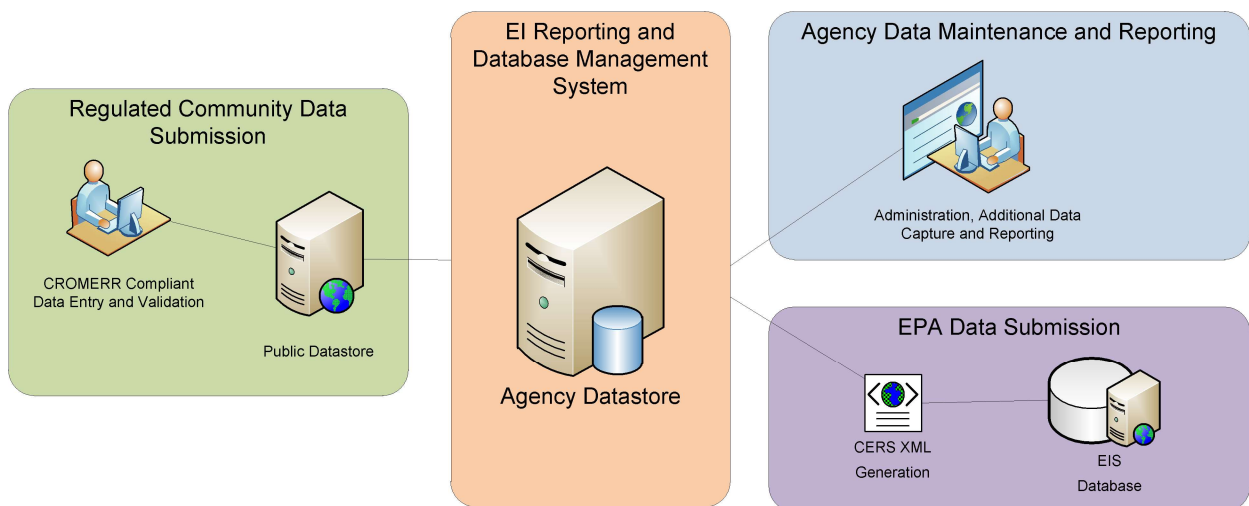 Regulated Community Data
Submission
CROMERR Compliant
Data Entry and Validation
Public Datastore
EI Reporting and
Database Management
System
Agency Datastore
Agency Data Maintenance and Reporting
Administration, Additional Data
Capture and Reporting
EPA Data Submission
CERS XML
Generation
EIS
Database